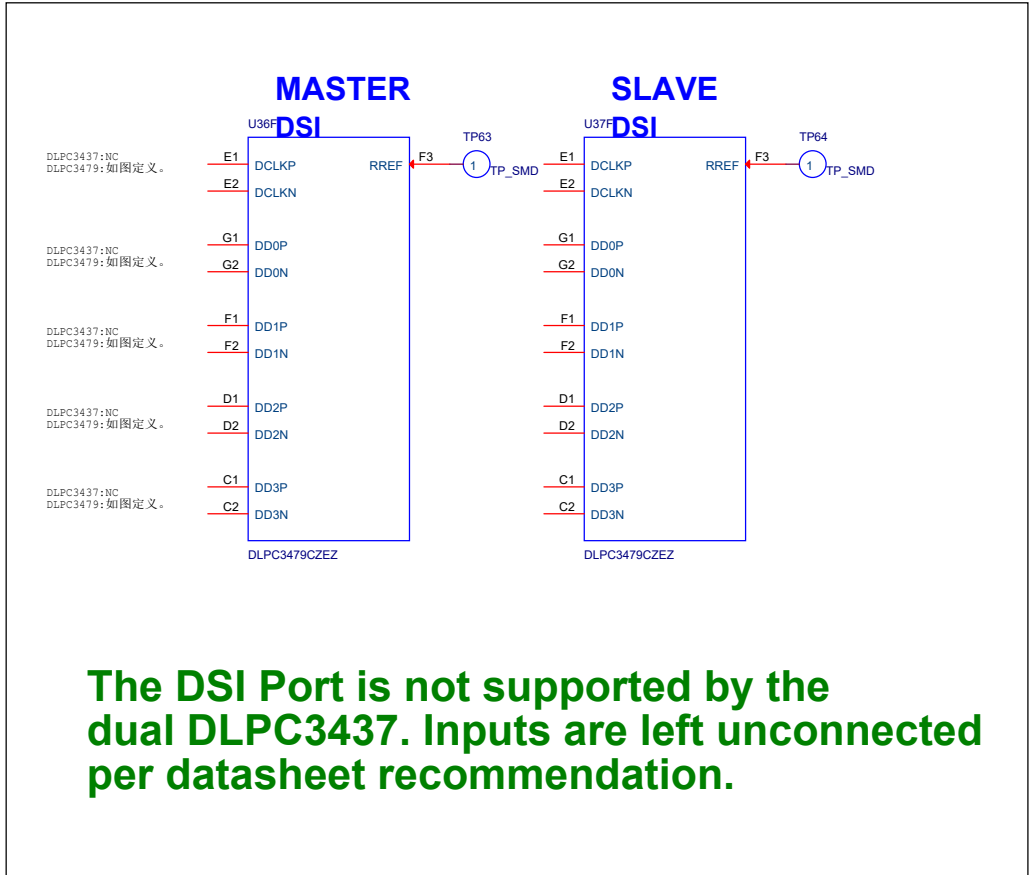 MASTER
DSI
U36F
TP63
DLPC3437:NC
DLPC3479:如图定义。
E1
DCLKP
RREF
F3
1
TP_SMD
E2
DCLKN
DLPC3437:NC
DLPC3479:如图定义。
G1
DD0P
G2
DD0N
DLPC3437:NC
DLPC3479:如图定义。
F1
DD1P
F2
DD1N
DLPC3437:NC
DLPC3479:如图定义。
D1
DD2P
D2
DD2N
DLPC3437:NC
DLPC3479:如图定义。
C1
DD3P
C2
DD3N
DLPC3479CZEZ
SLAVE
DSI
U37F
TP64
E1
DCLKP
RREF
F3
1
TP_SMD
E2
DCLKN
G1
DD0P
G2
DD0N
F1
DD1P
F2
DD1N
D1
DD2P
D2
DD2N
C1
DD3P
C2
DD3N
DLPC3479CZEZ
The DSI Port is not supported by the
dual DLPC3437. Inputs are left unconnected
per datasheet recommendation.